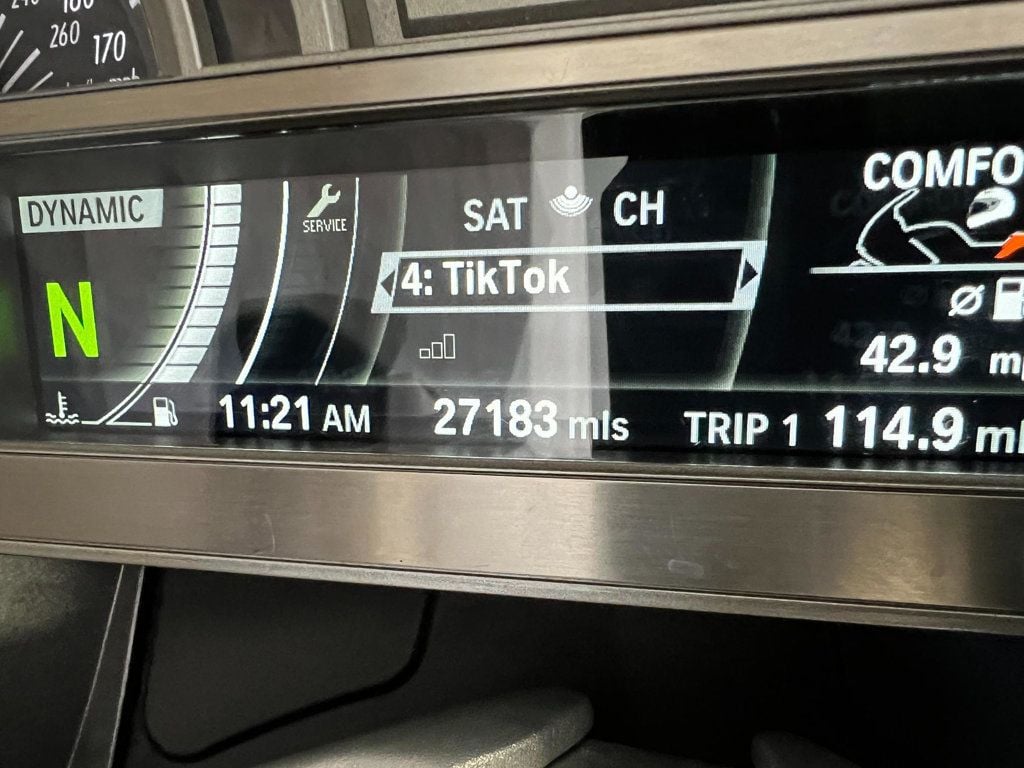 260 170
DYNAMIC
SERVICE
SAT CH
COMFO
4: TikTok
N
42.9
11:21 AM 27183 mls TRIP 1 114.9